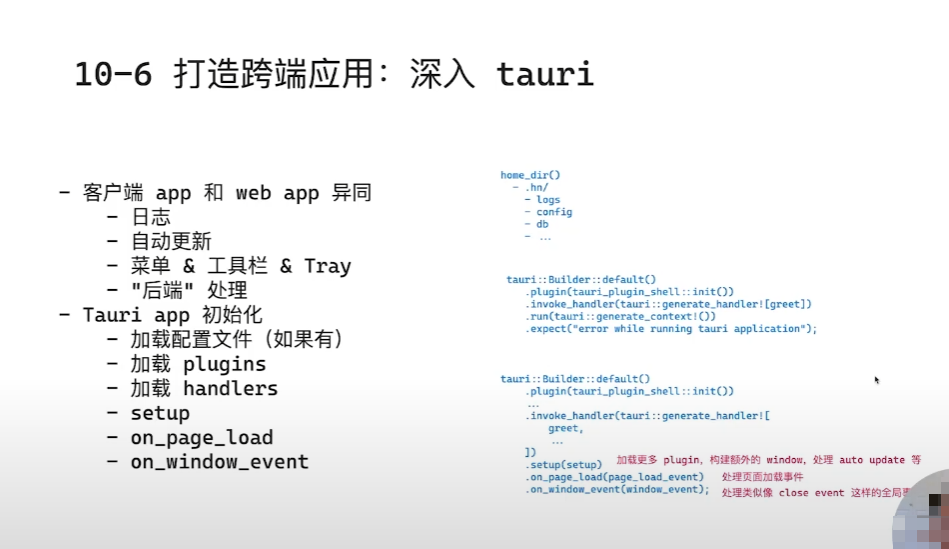 10-6 打造跨端应用：深入 tauri
- 客户端 app 和 web app 异同
- 日志
- 自动更新
- 菜单 & 工具栏 & Tray
- "后端" 处理
- Tauri app 初始化
- 加载配置文件（如果有）
- 加载 plugins
- 加载 handlers
- setup
- on_page_load
- on_window_event
home_dir()
- .hn/
- logs
- config
- db
- ...
tauri::Builder::default()
.plugin(tauri_plugin_shell::init())
.invoke_handler(tauri::generate_handler![greet])
.run(tauri::generate_context!())
.expect("error while running tauri application");
tauri::Builder::default()
.plugin(tauri_plugin_shell::init())
...
.invoke_handler(tauri::generate_handler![
greet,
...
])
.setup(setup) 加载更多 plugin, 构建额外的 window, 处理 auto update 等
.on_page_load(page_load_event) 处理页面加载事件
.on_window_event(window_event); 处理类似像 close event 这样的全局